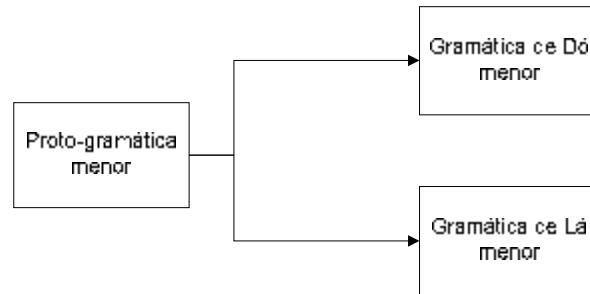 Proto-gramática
menor
Gramática ce Dó
menor
Gramática ce Lá
menor